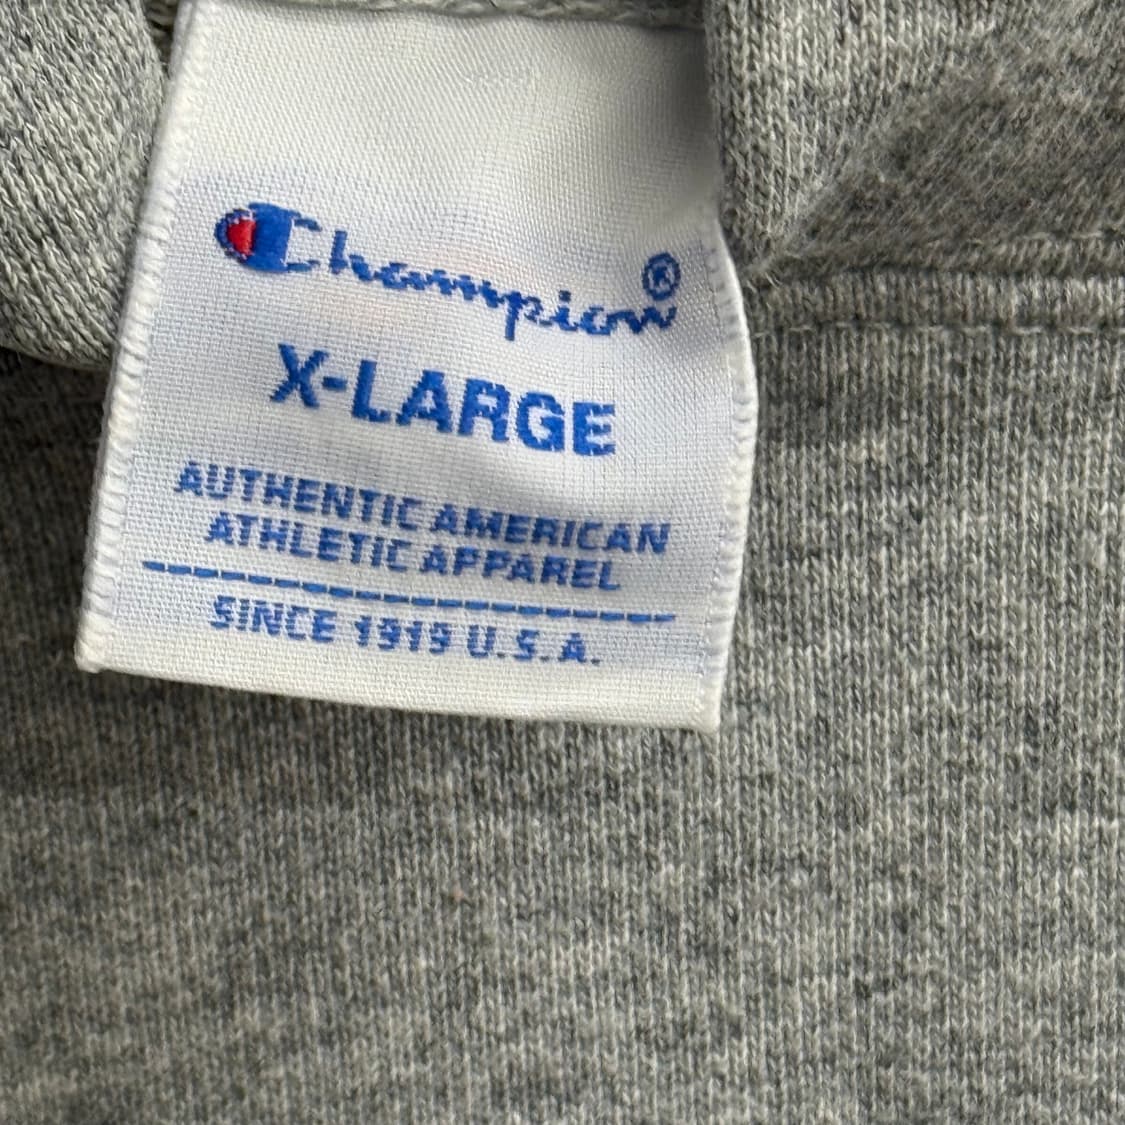 Champion®
X-LARGE
AUTHENTIC AMERICAN
ATHLETIC APPAREL
SINCE 1919 U.S.A.